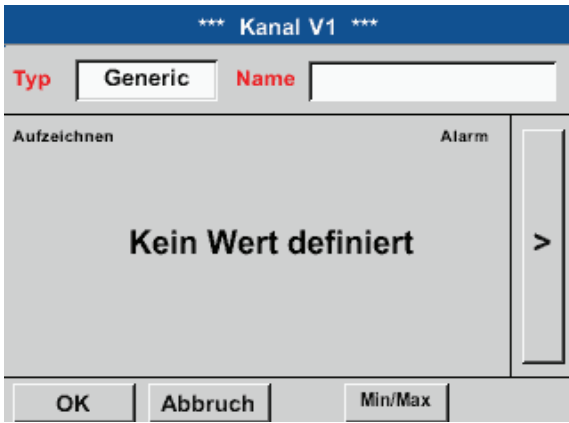 *** Kanal V1 ***
Typ Generic Name
Aufzeichnen Alarm
Kein Wert definiert
>
OK Abbruch Min/Max